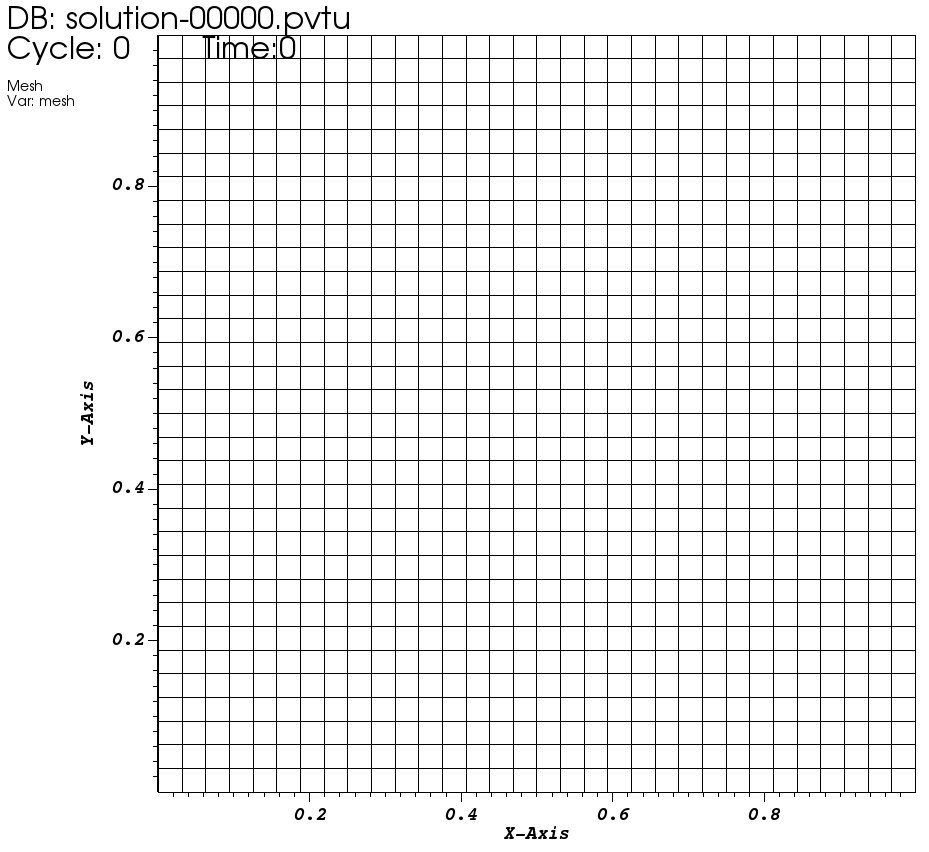 DB: solution-00000.pvtu
Cycle: 0 Time:0
Mesh
Var: mesh
0.8
0.6
Y-Axis
0.4
0.2
0.2 0.4 0.6 0.8
X-Axis